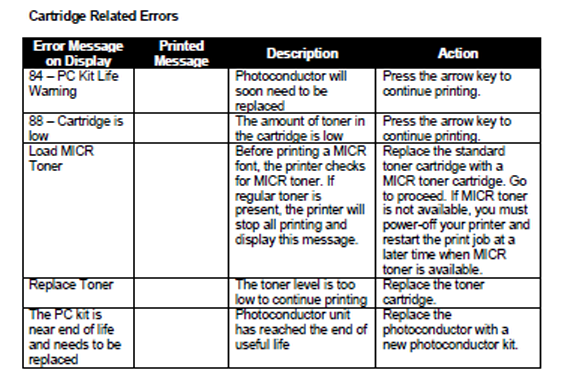 Cartridge Related Errors
Error Message on Display
Printed Message
Description
Action
84 – PC Kit Life
Warning
Photoconductor will
soon need to be
replaced
Press the arrow key to
continue printing.
88 – Cartridge is
low
The amount of toner in
the cartridge is low
Press the arrow key to
continue printing.
Load MICR
Toner
Before printing a MICR
font, the printer checks
for MICR toner. If
regular toner is
present, the printer will
stop all printing and
display this message.
Replace the standard
toner cartridge with a
MICR toner cartridge. Go
to proceed. If MICR toner
is not available, you must
power-off your printer and
restart the print job at a
later time when MICR
toner is available.
Replace Toner
The toner level is too
low to continue printing
Replace the toner
cartridge.
The PC kit is
near end of life
and needs to be
replaced
Photoconductor unit
has reached the end of
useful life
Replace the
photoconductor with a
new photoconductor kit.